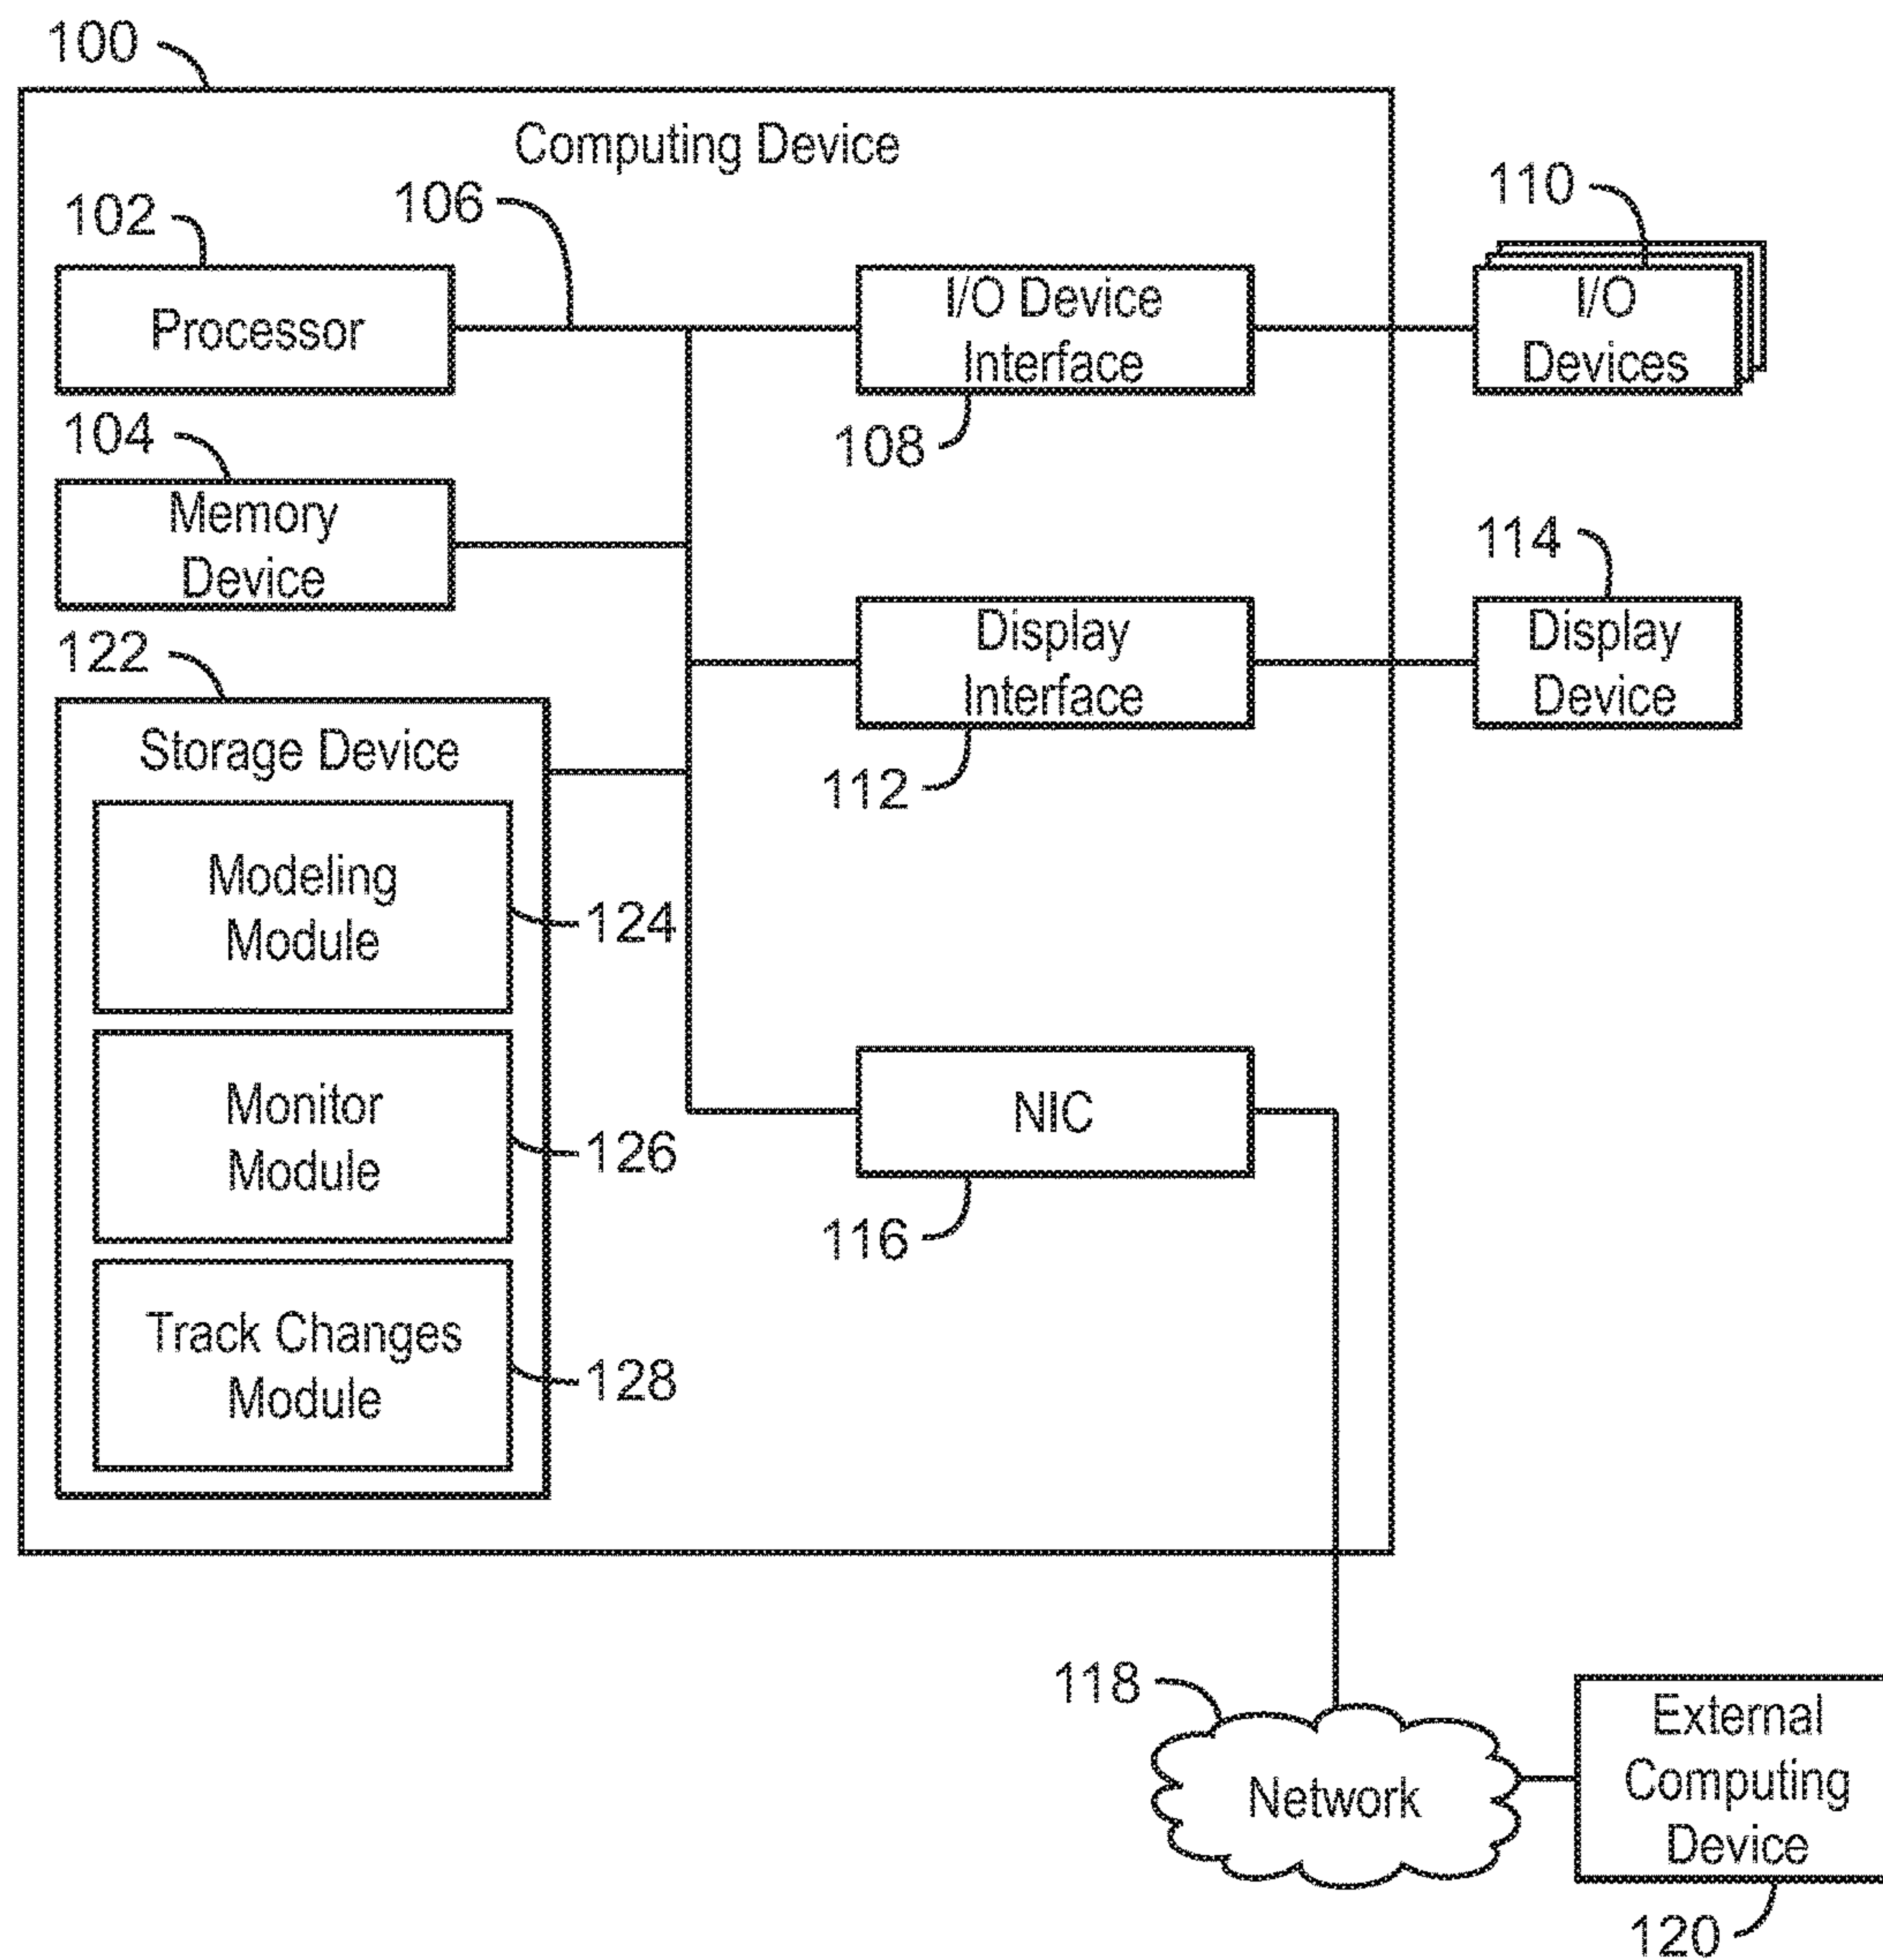 100
Computing Device
102
106
110
Processor
I/O Device
Interface
I/O
Devices
104
108
Memory
Device
114
Display
Interface
Display
Device
122
112
Storage Device
Modeling
Module
124
NIC
Monitor
Module
126
116
Track Changes
Module
128
118
Network
External
Computing
Device
120